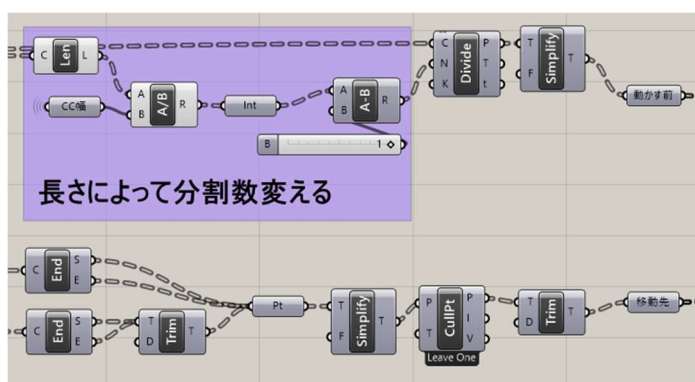 C Len L
CC幅
A B A/B R
Int
A B A-B R
B 1
C N K Divide P T t
T F Simplify T
動かす前
長さによって分割数変える
C End S E
C End S E
T D Trim T
Pt
T F Simplify T
P T CullPt P I V
Leave One
T D Trim T
移動先